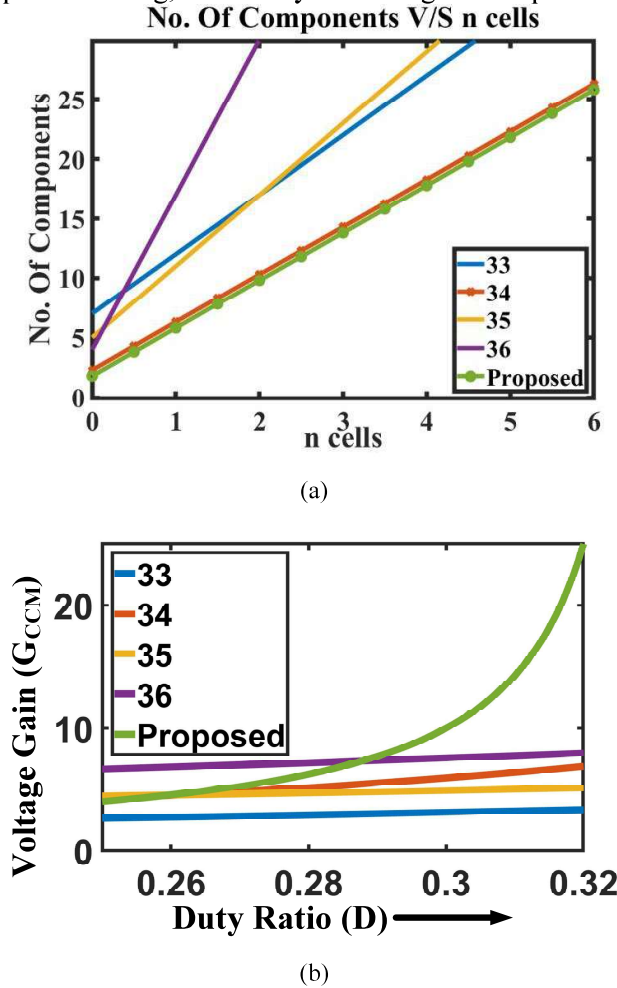 No. Of Components V/S n cells
No. Of Components
25
20
15
10
5
0
0 1 2 3 4 5 6
n cells
33
34
35
36
Proposed
(a)
Voltage Gain (GCCM)
20
10
0
33
34
35
36
Proposed
0.26 0.28 0.3 0.32
Duty Ratio (D)
(b)